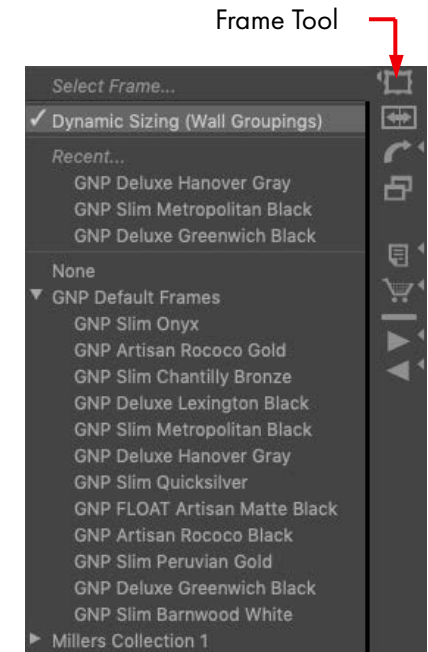 Frame Tool
Select Frame...
✓ Dynamic Sizing (Wall Groupings)
Recent...
GNP Deluxe Hanover Gray
GNP Slim Metropolitan Black
GNP Deluxe Greenwich Black
None
GNP Default Frames
GNP Slim Onyx
GNP Artisan Rococo Gold
GNP Slim Chantilly Bronze
GNP Deluxe Lexington Black
GNP Slim Metropolitan Black
GNP Deluxe Hanover Gray
GNP Slim Quicksilver
GNP FLOAT Artisan Matte Black
GNP Artisan Rococo Black
GNP Slim Peruvian Gold
GNP Deluxe Greenwich Black
GNP Slim Barnwood White
Millers Collection 1